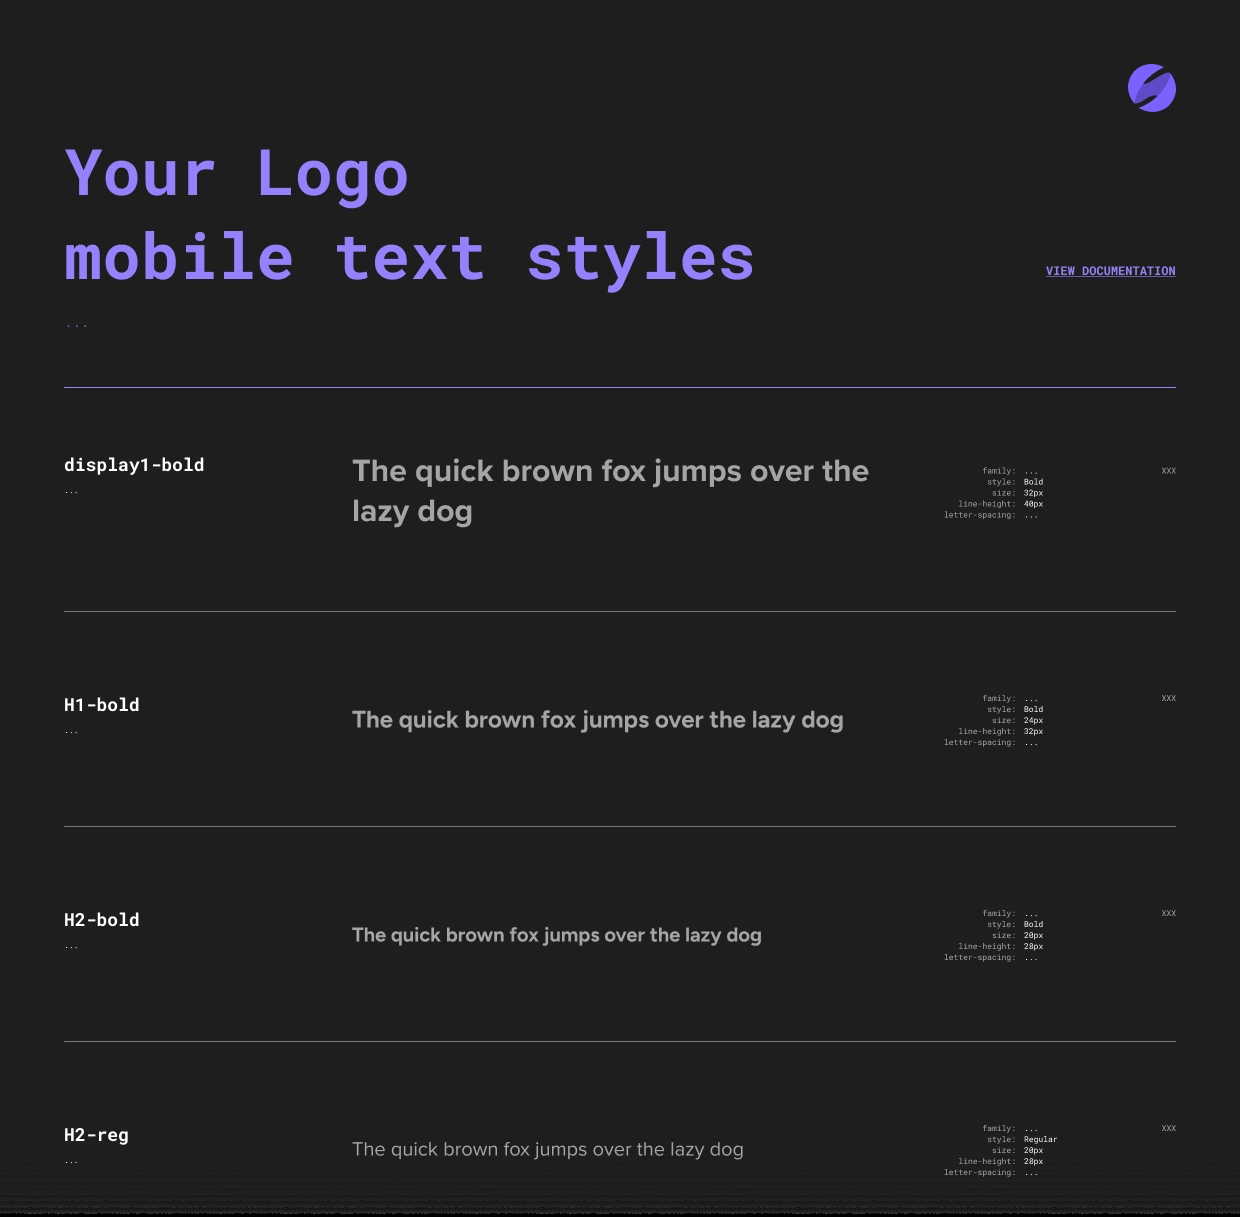 Your Logo
mobile text styles
VIEW DOCUMENTATION
...
display1-bold
...
The quick brown fox jumps over the
lazy dog
family: ...
style: Bold
size: 32px
line-height: 40px
letter-spacing: ...
XXX
H1-bold
...
The quick brown fox jumps over the lazy dog
family: ...
style: Bold
size: 24px
line-height: 32px
letter-spacing: ...
XXX
H2-bold
...
The quick brown fox jumps over the lazy dog
family: ...
style: Bold
size: 20px
line-height: 28px
letter-spacing: ...
XXX
H2-reg
...
The quick brown fox jumps over the lazy dog
family: ...
style: Regular
size: 20px
line-height: 28px
letter-spacing: ...
XXX